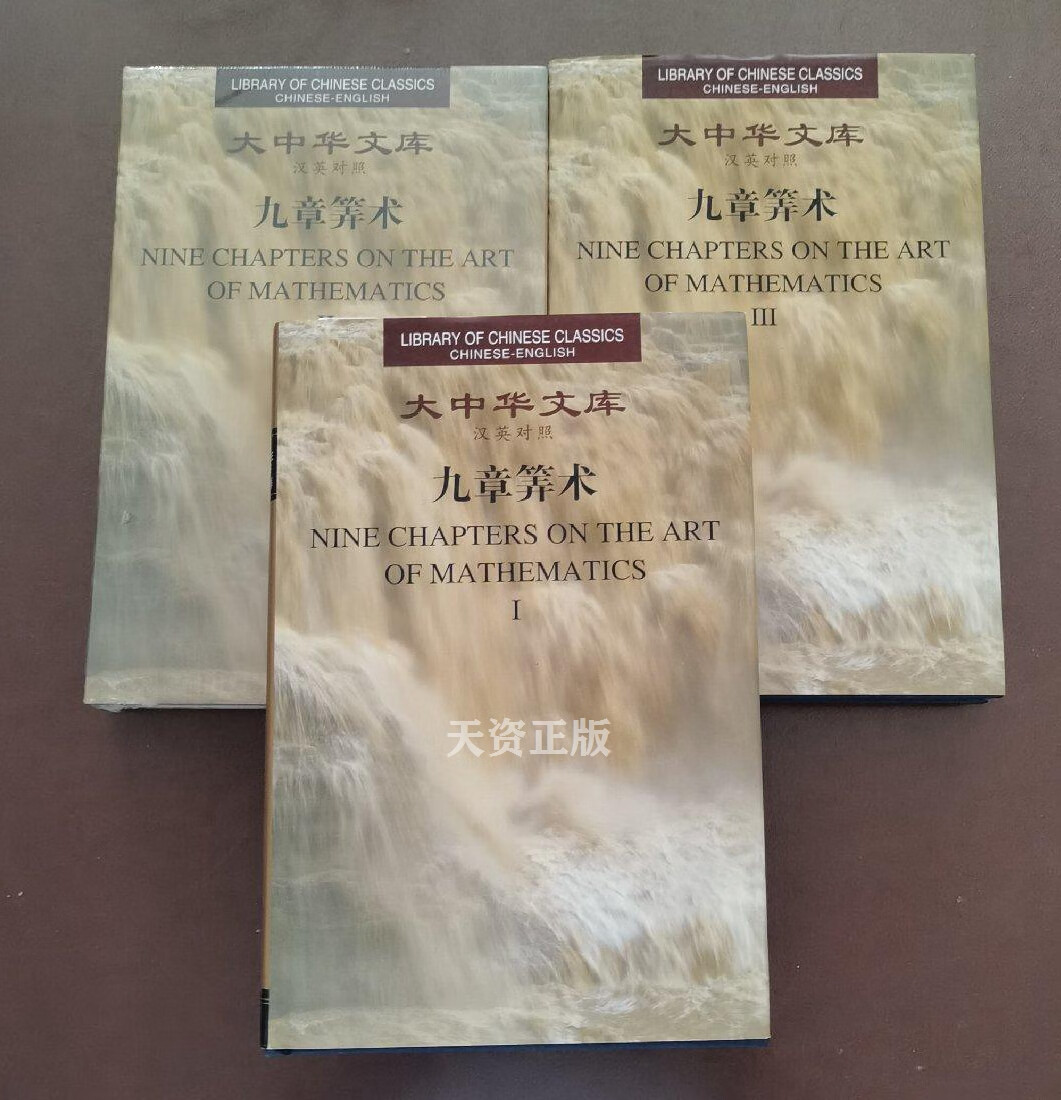 LIBRARY OF CHINESE CLASSICS
CHINESE-ENGLISH
大中华文库
汉英对照
九章筭术
NINE CHAPTERS ON THE ART
OF MATHEMATICS
LIBRARY OF CHINESE CLASSICS
CHINESE-ENGLISH
大中华文库
汉英对照
九章筭术
NINE CHAPTERS ON THE ART
OF MATHEMATICS
III
LIBRARY OF CHINESE CLASSICS
CHINESE-ENGLISH
大中华文库
汉英对照
九章筭术
NINE CHAPTERS ON THE ART
OF MATHEMATICS
I
天资正版